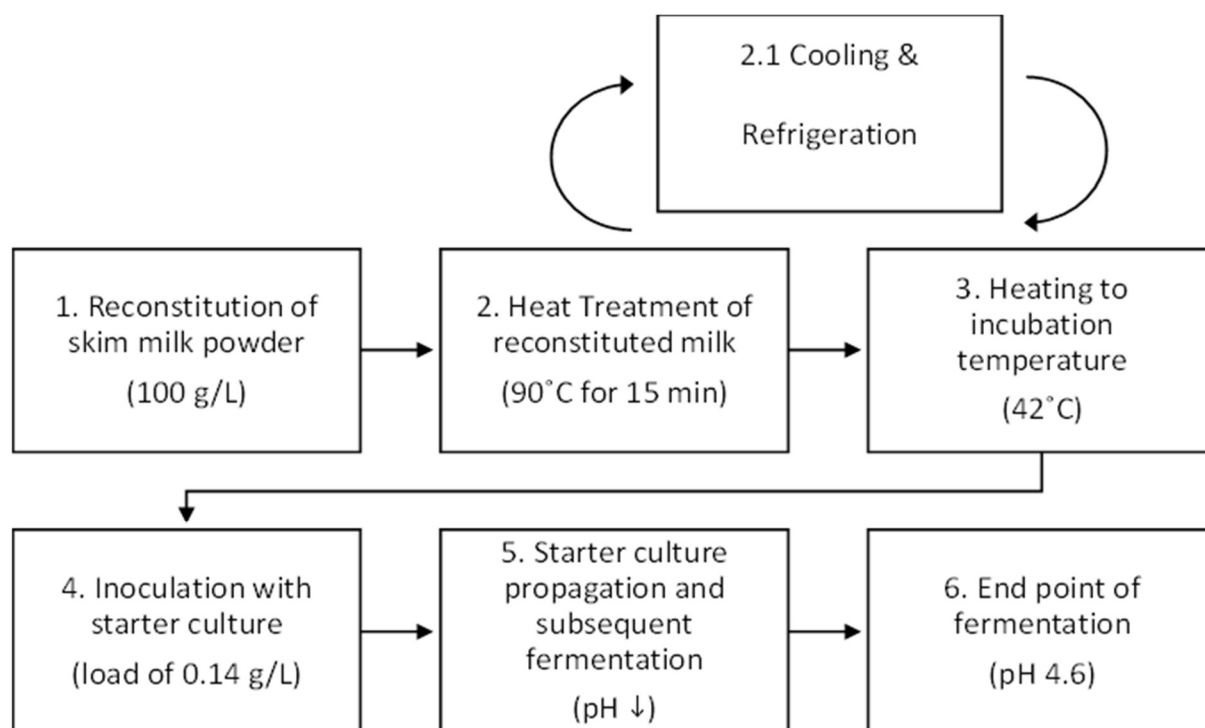 2.1 Cooling &
Refrigeration
1. Reconstitution of
skim milk powder
(100 g/L)
2. Heat Treatment of
reconstituted milk
(90˚C for 15 min)
3. Heating to
incubation
temperature
(42˚C)
4. Inoculation with
starter culture
(load of 0.14 g/L)
5. Starter culture
propagation and
subsequent
fermentation
(pH ↓)
6. End point of
fermentation
(pH 4.6)